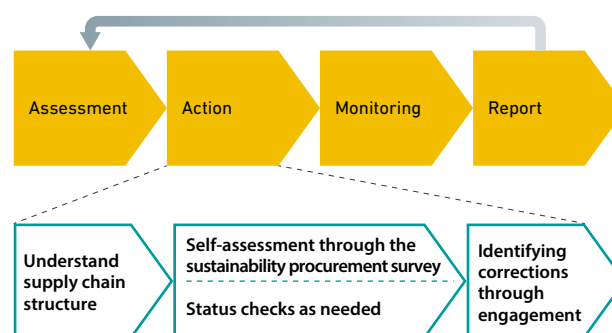 Assessment
Action
Monitoring
Report
Understand
supply chain
structure
Self-assessment through the
sustainability procurement survey
Status checks as needed
Identifying
corrections
through
engagement